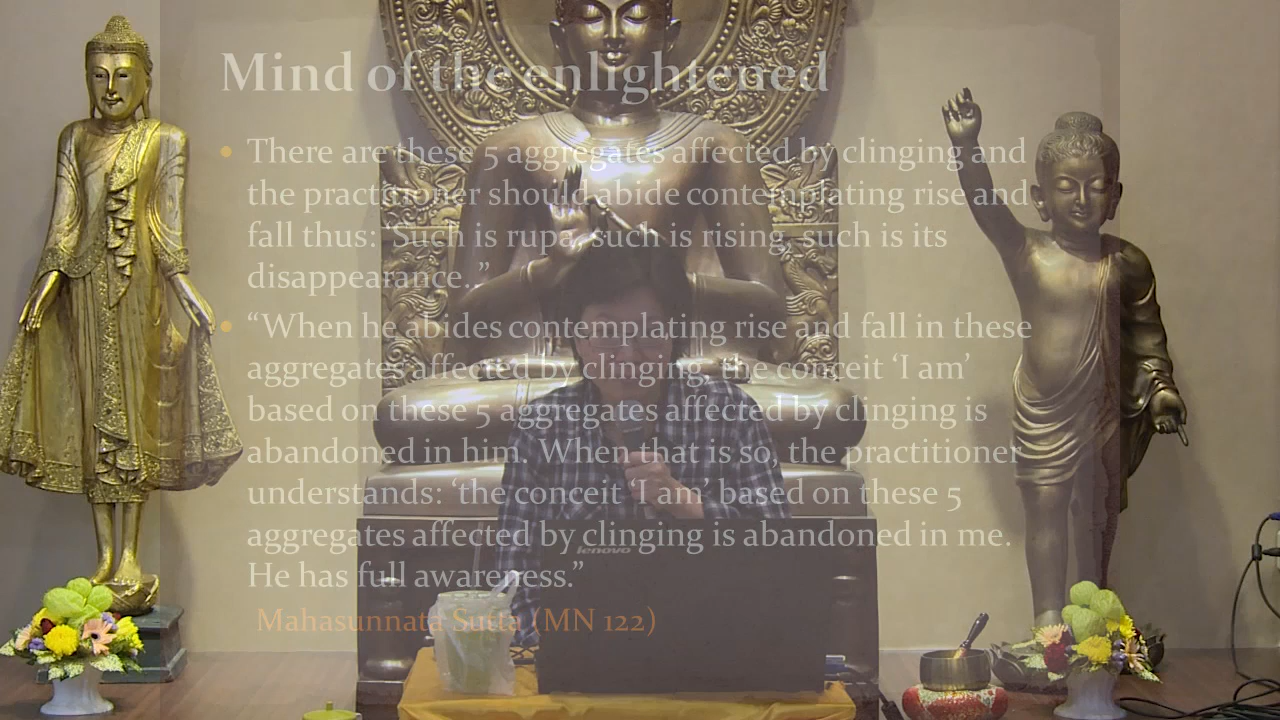 Mind of the enlightened
• There are these 5 aggregates affected by clinging and
the practitioner should abide contemplating rise and
fall thus: "Such is rupa, such is rising, such is its
disappearance..”
• “When he abides contemplating rise and fall in these
aggregates affected by clinging, the conceit ‘I am’
based on these 5 aggregates affected by clinging is
abandoned in him. When that is so, the practitioner
understands: ‘the conceit ‘I am’ based on these 5
aggregates affected by clinging is abandoned in me.
lenovo
He has full awareness.”
Mahasunnata Sutta (MN 122)